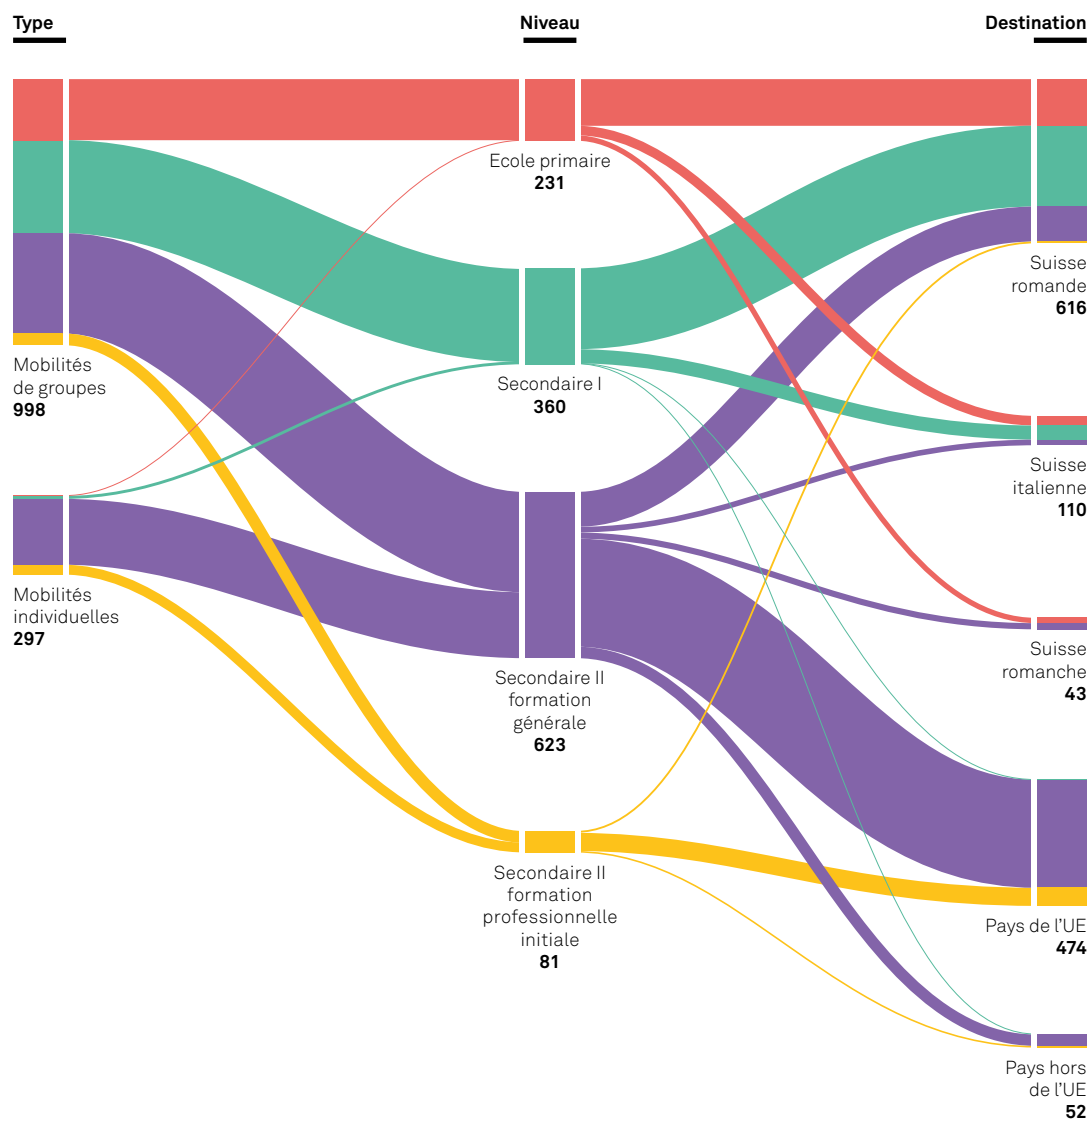 Type
Niveau
Destination
Ecole primaire
231
Suisse
romande
616
Mobilités
de groupes
998
Secondaire I
360
Suisse
italienne
110
Mobilités
individuelles
297
Suisse
romanche
43
Secondaire II
formation
générale
623
Secondaire II
formation
professionnelle
initiale
81
Pays de l’UE
474
Pays hors
de l’UE
52